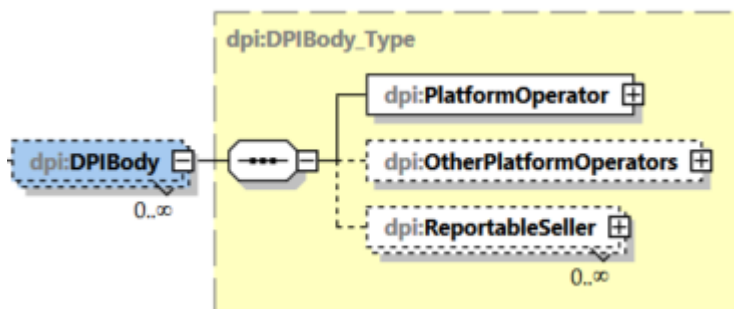 dpi:DPIBody_Type
dpi:PlatformOperator
dpi:DPIBody
dpi:OtherPlatformOperators
0..∞
dpi:ReportableSeller
0..∞